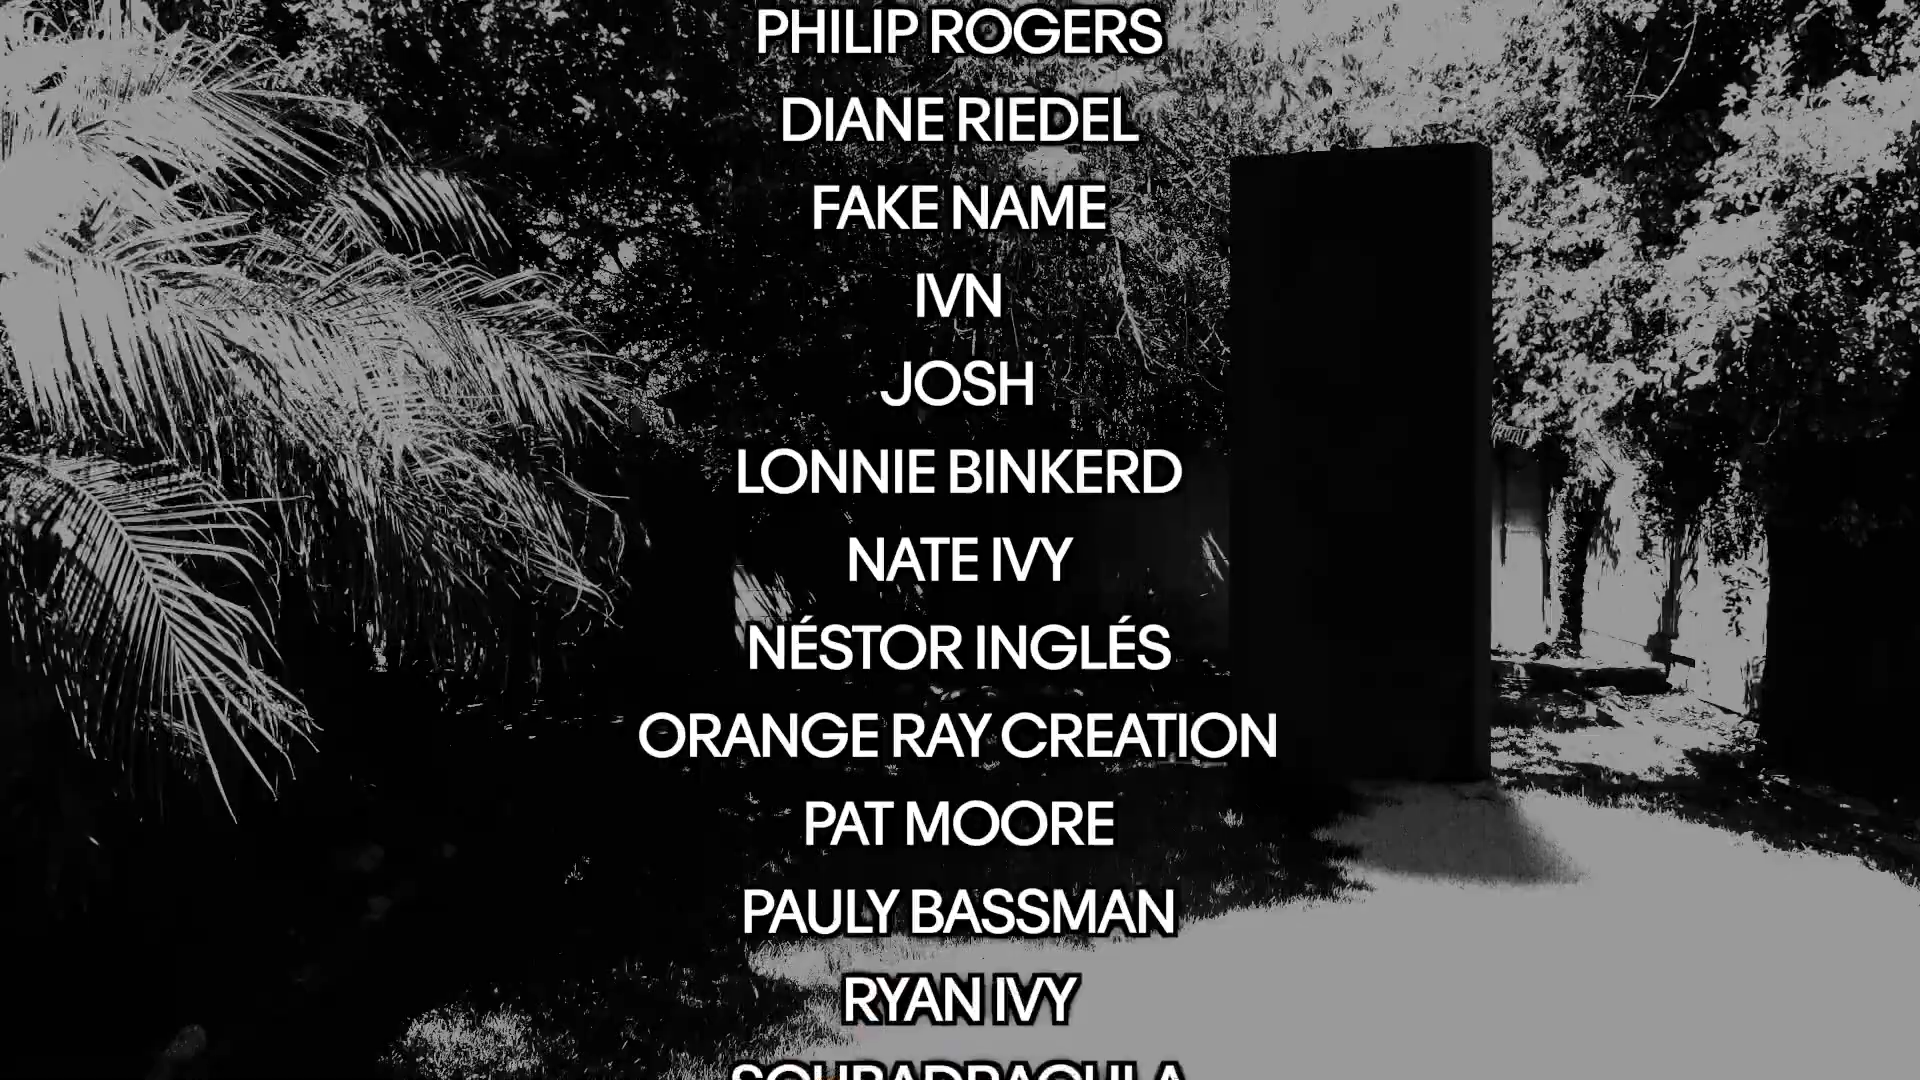 PHILIP ROGERS
DIANE RIEDEL
FAKE NAME
IVN
JOSH
LONNIE BINKERD
NATE IVY
NÉSTOR INGLÉS
ORANGE RAY CREATION
PAT MOORE
PAULY BASSMAN
RYAN IVY